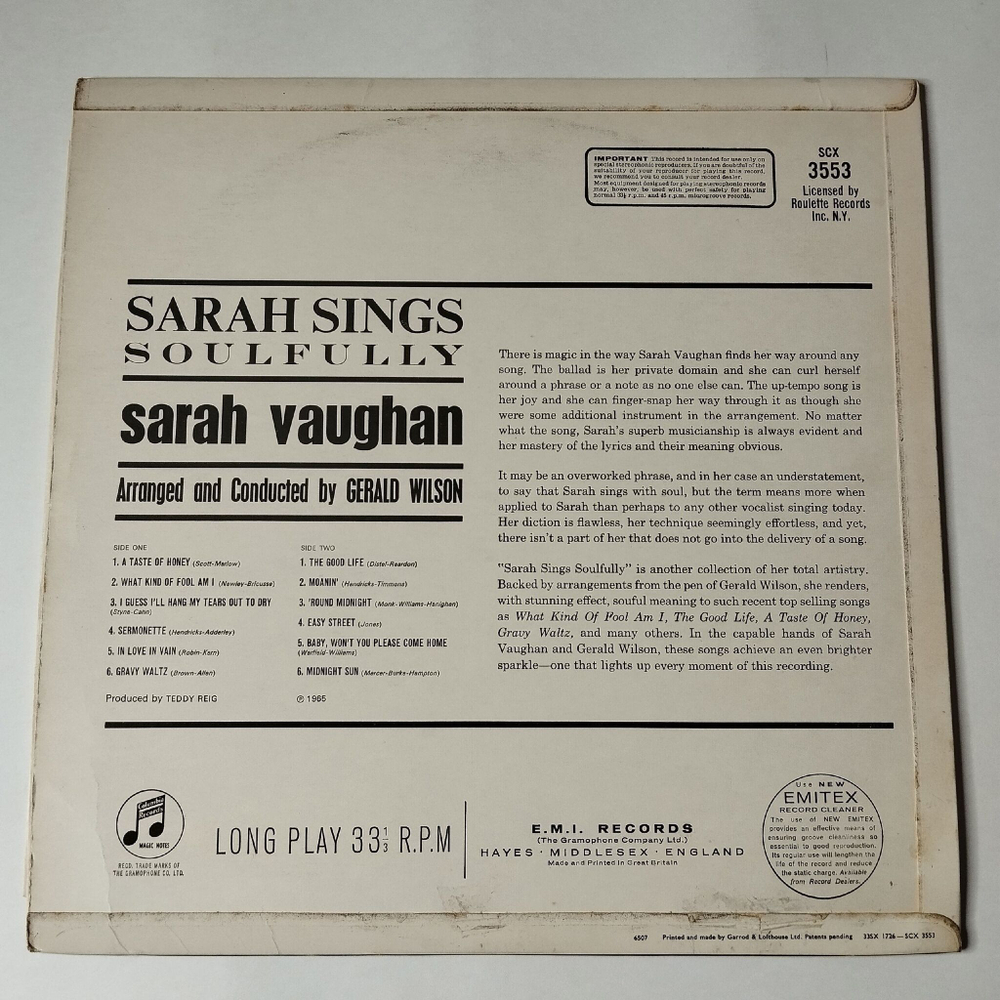 IMPORTANT This record is intended for use only on
special stereophonic reproducers. If you are doubtful of the
suitability of your reproducer for playing this record,
we recommend you to consult your record dealer.
Most equipment designed for playing stereophonic records
may, however, be used with perfect safety for playing
normal 33⅓ r.p.m. and 45 r.p.m. microgroove records.
SCX
3553
Licensed by
Roulette Records
Inc. N.Y.
SARAH SINGS
SOULFULLY
sarah vaughan
Arranged and Conducted by GERALD WILSON
SIDE ONE
1. A TASTE OF HONEY (Scott-Marlow)
2. WHAT KIND OF FOOL AM I (Newley-Bricusse)
3. I GUESS I'LL HANG MY TEARS OUT TO DRY
(Styne-Cahn)
4. SERMONETTE (Hendricks-Adderley)
5. IN LOVE IN VAIN (Robin-Kern)
6. GRAVY WALTZ (Brown-Allen)
SIDE TWO
1. THE GOOD LIFE (Distel-Reardon)
2. MOANIN' (Hendricks-Timmons)
3. 'ROUND MIDNIGHT (Monk-Williams-Hanighen)
4. EASY STREET (Jones)
5. BABY, WON'T YOU PLEASE COME HOME
(Warfield-Williams)
6. MIDNIGHT SUN (Mercer-Burke-Hampton)
Produced by TEDDY REIG
℗ 1965
There is magic in the way Sarah Vaughan finds her way around any
song. The ballad is her private domain and she can curl herself
around a phrase or a note as no one else can. The up-tempo song is
her joy and she can finger-snap her way through it as though she
were some additional instrument in the arrangement. No matter
what the song, Sarah's superb musicianship is always evident and
her mastery of the lyrics and their meaning obvious.
It may be an overworked phrase, and in her case an understatement,
to say that Sarah sings with soul, but the term means more when
applied to Sarah than perhaps to any other vocalist singing today.
Her diction is flawless, her technique seemingly effortless, and yet,
there isn't a part of her that does not go into the delivery of a song.
"Sarah Sings Soulfully" is another collection of her total artistry.
Backed by arrangements from the pen of Gerald Wilson, she renders,
with stunning effect, souful meaning to such recent top selling songs
as What Kind Of Fool Am I, The Good Life, A Taste Of Honey,
Gravy Waltz, and many others. In the capable hands of Sarah
Vaughan and Gerald Wilson, these songs achieve an even brighter
sparkle—one that lights up every moment of this recording.
Columbia
Records
MAGIC NOTES
REGD. TRADE MARKS OF
THE GRAMOPHONE CO. LTD.
LONG PLAY 33⅓ R.P.M
E.M.I. RECORDS
(The Gramophone Company Ltd.)
HAYES · MIDDLESEX · ENGLAND
Made and Printed in Great Britain
Use NEW
EMITEX
RECORD CLEANER
The use of NEW EMITEX
provides an effective means of
ensuring groove cleanliness so
essential to good reproduction.
Its regular use will lengthen the
life of the record and reduce
the static charge. Available
from Record Dealers.
6507 Printed and made by Garrod & Lofthouse Ltd. Patents pending 33SX 1726—SCX 3553